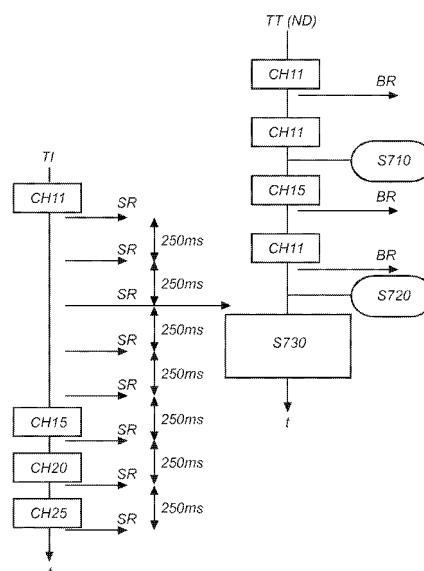 TT (ND)
CH11
BR
CH11
S710
CH15
BR
CH11
BR
S720
S730
t
TI
CH11
SR
250ms
SR
250ms
SR
250ms
SR
250ms
SR
250ms
CH15
SR
250ms
CH20
SR
250ms
CH25
SR
t